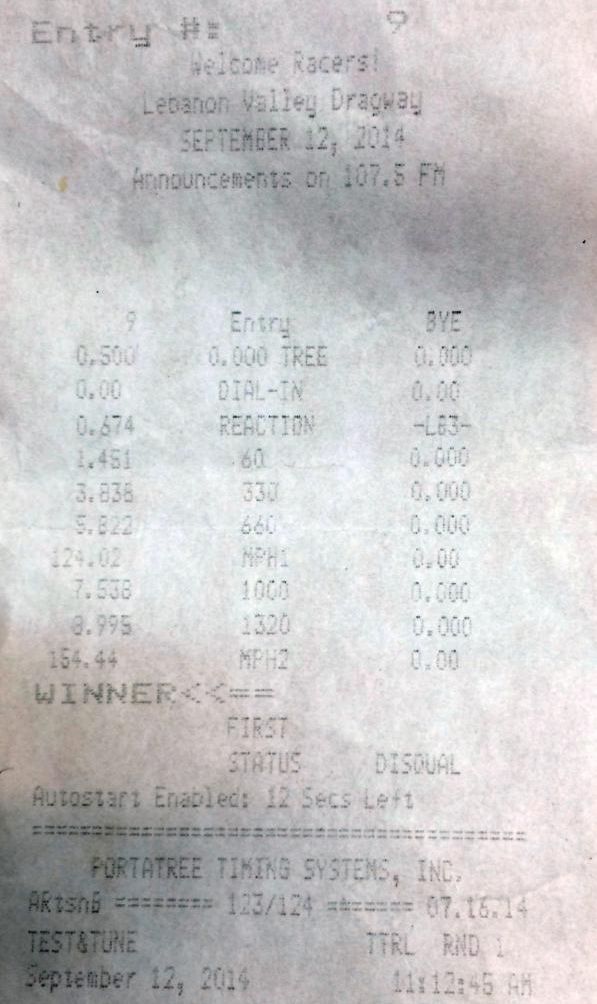 Entry #: 9
Welcome Racers!
Lebanon Valley Dragway
SEPTEMBER 12, 2014
Announcements on 107.5 FM
9 Entry BYE
0.500 0.000 TREE 0.000
0.00 DIAL-IN 0.00
0.674 REACTION -LB3-
1.451 60 0.000
3.838 330 0.000
5.822 660 0.000
124.02 MPH1 0.00
7.538 1000 0.000
8.995 1320 0.000
154.44 MPH2 0.00
WINNER<<==
FIRST
STATUS DISQUAL
Autostart Enabled: 12 Secs Left
=========================================
PORTATREE TIMING SYSTEMS, INC.
ARtsn6 ======== 123/124 ======= 07.16.14
TEST&TUNE TTRL RND 1
September 12, 2014 11:12:45 AM